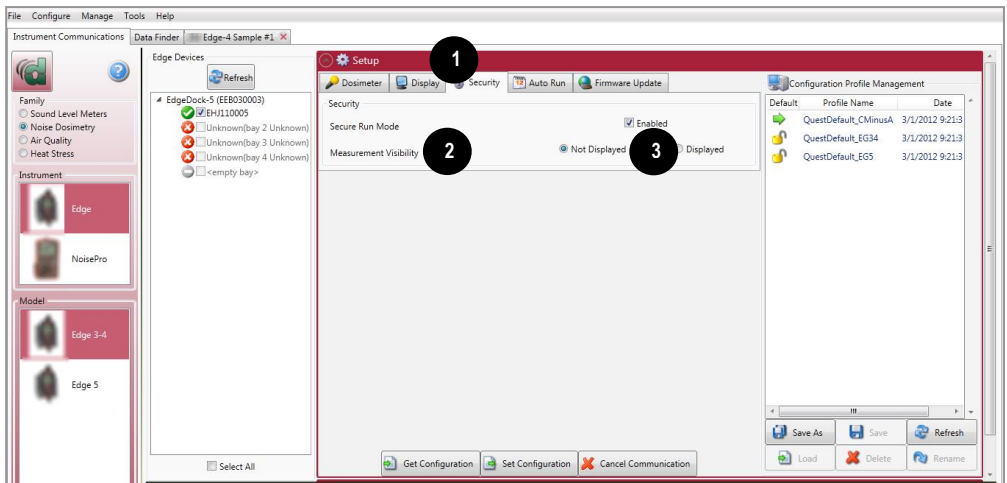 File Configure Manage Tools Help
Instrument Communications Data Finder Edge-4 Sample #1
Family
Sound Level Meters
Noise Dosimetry
Air Quality
Heat Stress
Instrument
Edge
NoisePro
Model
Edge 3-4
Edge 5
Edge Devices
Refresh
EdgeDock-5 (EEB030003)
EHJ110005
Unknown(bay 2 Unknown)
Unknown(bay 3 Unknown)
Unknown(bay 4 Unknown)
<empty bay>
Select All
Setup
1
Dosimeter Display Security Auto Run Firmware Update
Security
Secure Run Mode Enabled
Measurement Visibility 2 Not Displayed 3 Displayed
Get Configuration Set Configuration Cancel Communication
Configuration Profile Management
Default Profile Name Date
QuestDefault_CMinusA 3/1/2012 9:21:3
QuestDefault_EG34 3/1/2012 9:21:3
QuestDefault_EG5 3/1/2012 9:21:3
Save As Save Refresh
Load Delete Rename